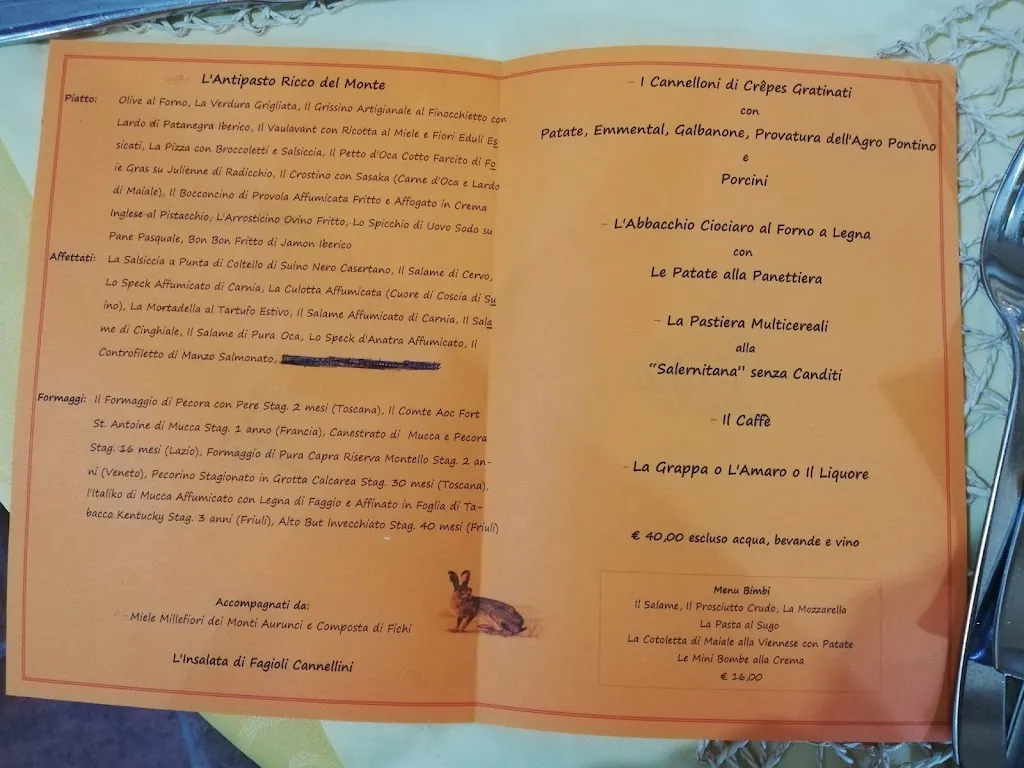 L'Antipasto Ricco del Monte
Piatto: Olive al Forno, La Verdura Grigliata, Il Grissino Artigianale al Finocchietto con
Lardo di Patanegra Iberico, Il Vaulavant con Ricotta al Miele e Fiori Eduli Es
sicati, La Pizza con Broccoletti e Salsiccia, Il Petto d'Oca Cotto Farcito di Fo
ie Gras su Julienne di Radicchio, Il Crostino con Sasaka (Carne d'Oca e Lardo
di Maiale), Il Bocconcino di Provola Affumicata Fritto e Affogato in Crema
Inglese al Pistacchio, L'Arrosticino Ovino Fritto, Lo Spicchio di Uovo Sodo su
Pane Pasquale, Bon Bon Fritto di Jamon Iberico
Affettati: La Salsiccia a Punta di Coltello di Suino Nero Casertano, Il Salame di Cervo,
Lo Speck Affumicato di Carnia, La Culotta Affumicata (Cuore di Coscia di Su
ino), La Mortadella al Tartufo Estivo, Il Salame Affumicato di Carnia, Il Sala
me di Cinghiale, Il Salame di Pura Oca, Lo Speck d'Anatra Affumicato, Il
Controfiletto di Manzo Salmonato,
Formaggi: Il Formaggio di Pecora con Pere Stag. 2 mesi (Toscana), Il Comte Aoc Fort
St. Antoine di Mucca Stag. 1 anno (Francia), Canestrato di Mucca e Pecora
Stag. 16 mesi (Lazio), Formaggio di Pura Capra Riserva Montello Stag. 2 an-
ni (Veneto), Pecorino Stagionato in Grotta Calcarea Stag. 30 mesi (Toscana),
l'Italiko di Mucca Affumicato con Legna di Faggio e Affinato in Foglia di Ta-
bacco Kentucky Stag. 3 anni (Friuli), Alto But Invecchiato Stag. 40 mesi (Friuli)
Accompagnati da:
- Miele Millefiori dei Monti Aurunci e Composta di Fichi
L'Insalata di Fagioli Cannellini
- I Cannelloni di Crêpes Gratinati
con
Patate, Emmental, Galbanone, Provatura dell'Agro Pontino
e
Porcini
- L'Abbacchio Ciociaro al Forno a Legna
con
Le Patate alla Panettiera
- La Pastiera Multicereali
alla
“Salernitana” senza Canditi
- Il Caffè
- La Grappa o L'Amaro o Il Liquore
€ 40,00 escluso acqua, bevande e vino
Menu Bimbi
Il Salame, Il Prosciutto Crudo, La Mozzarella
La Pasta al Sugo
La Cotoletta di Maiale alla Viennese con Patate
Le Mini Bombe alla Crema
€ 16,00